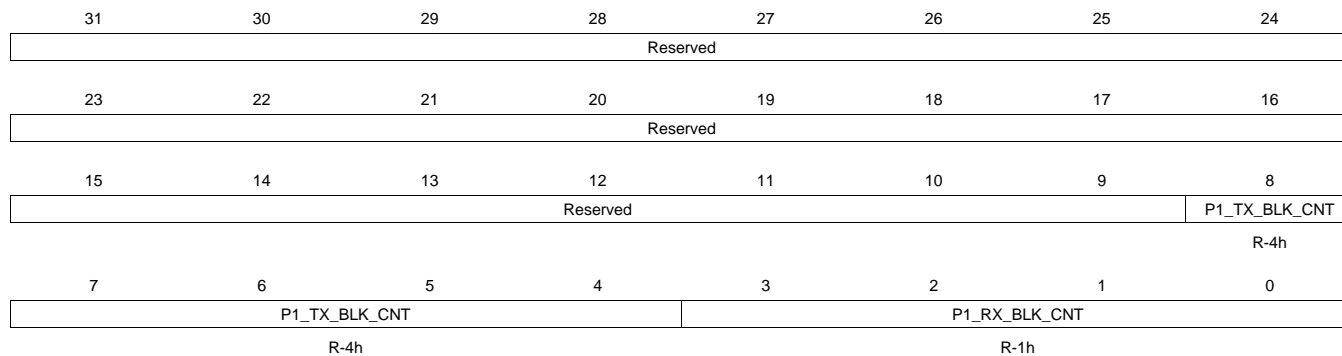 31 30 29 28 27 26 25 24
Reserved
23 22 21 20 19 18 17 16
Reserved
15 14 13 12 11 10 9 8
Reserved P1_TX_BLK_CNT
R-4h
7 6 5 4 3 2 1 0
P1_TX_BLK_CNT P1_RX_BLK_CNT
R-4h R-1h